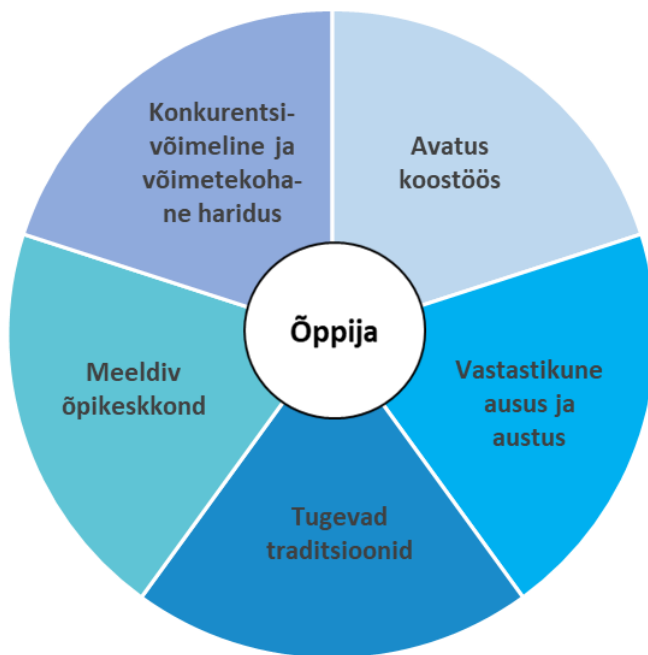 Konkurentsi-
võimeline ja
võimetekoha-
ne haridus
Avatus
koostöös
Õppija
Meeldiv
õpikeskkond
Vastastikune
ausus ja
austus
Tugevad
traditsioonid